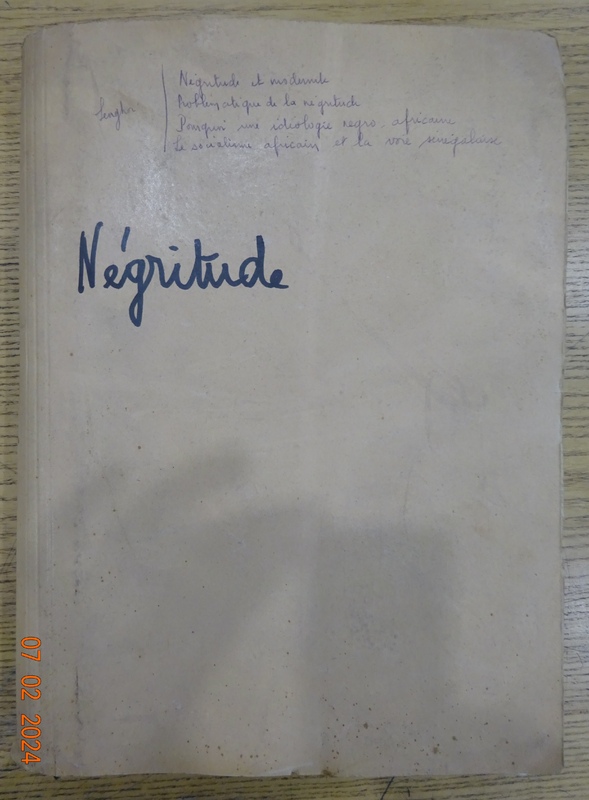 Senghor
Négritude et modernité
Problématique de la négritude
Pourquoi une idéologie negro-africaine
Le socialisme africain et la voie sénégalaise
Négritude
07 02 2024